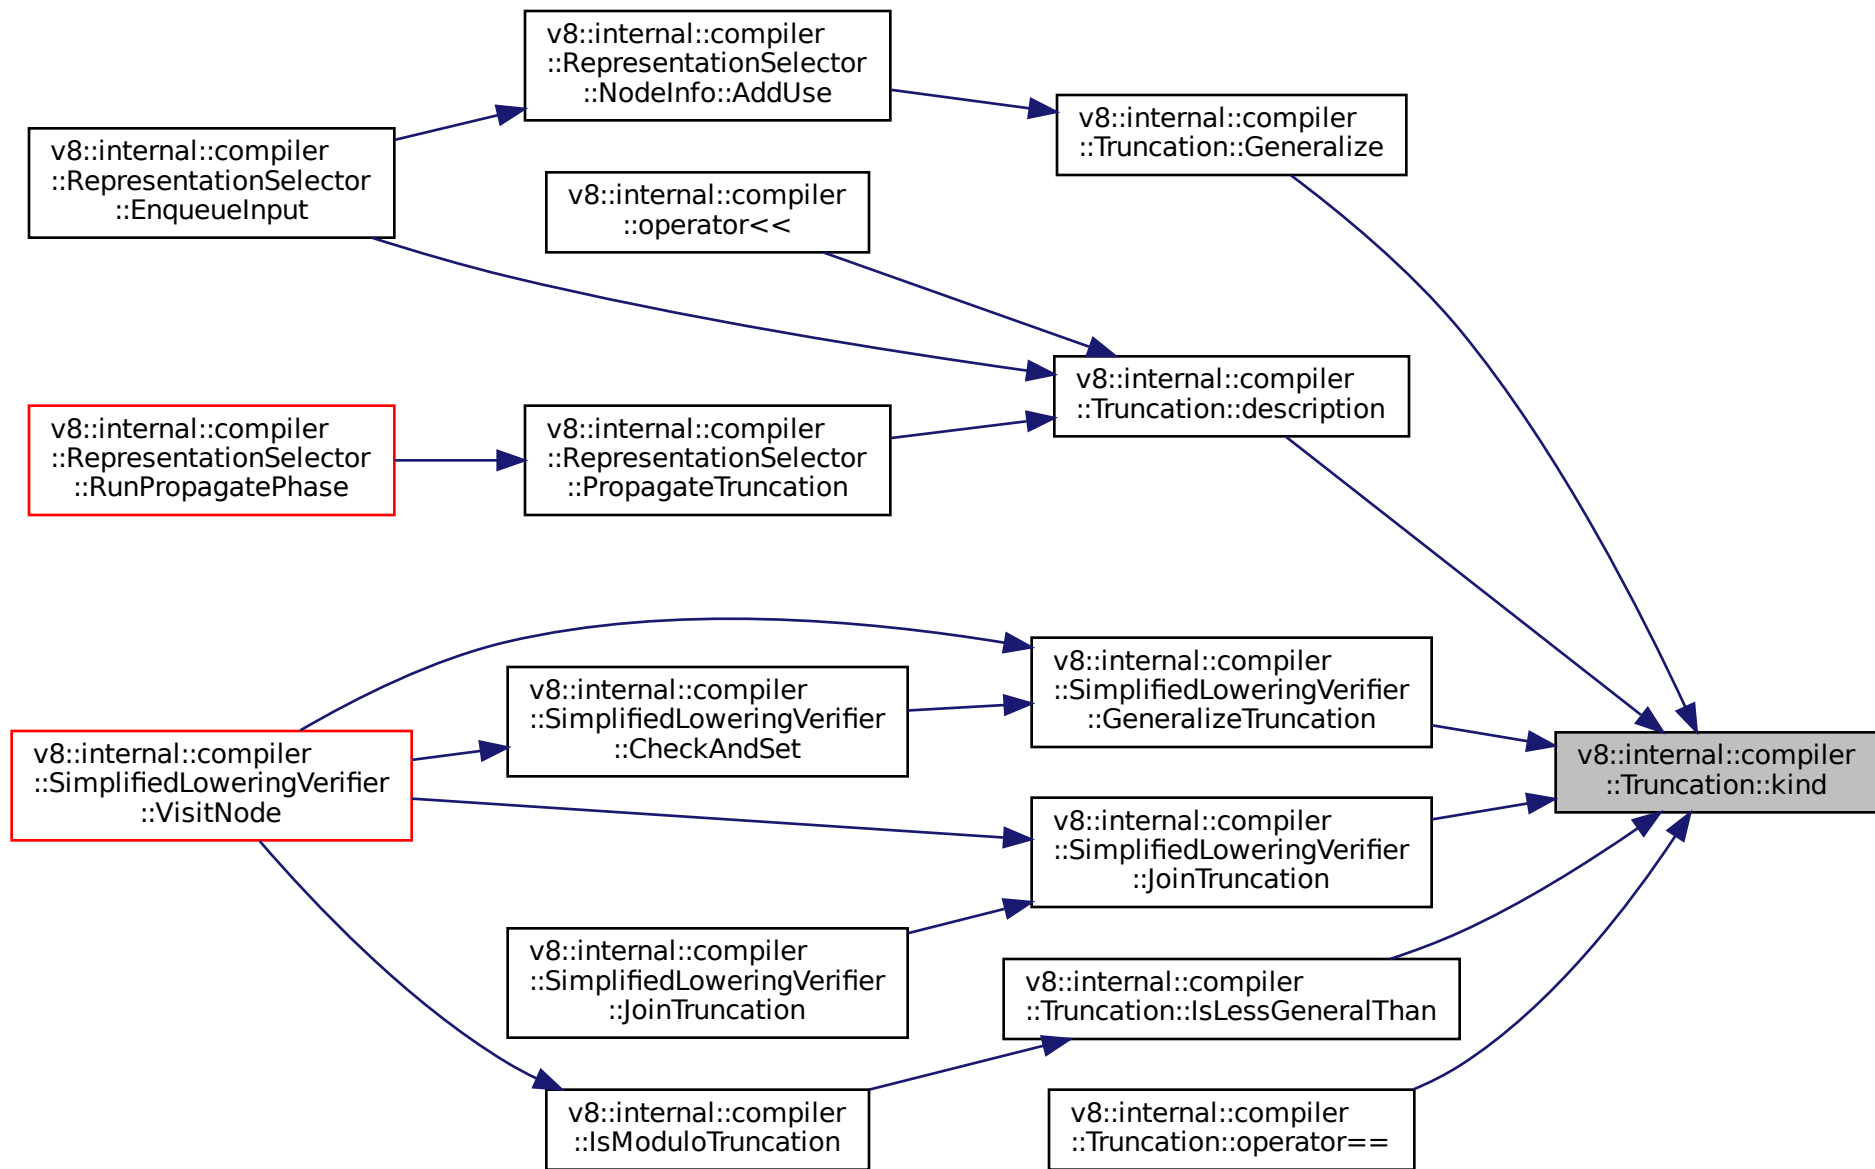 v8::internal::compiler
::RepresentationSelector
::NodeInfo::AddUse
v8::internal::compiler
::Truncation::Generalize
v8::internal::compiler
::RepresentationSelector
::EnqueueInput
v8::internal::compiler
::operator<<
v8::internal::compiler
::Truncation::description
v8::internal::compiler
::RepresentationSelector
::RunPropagatePhase
v8::internal::compiler
::RepresentationSelector
::PropagateTruncation
v8::internal::compiler
::SimplifiedLoweringVerifier
::GeneralizeTruncation
v8::internal::compiler
::SimplifiedLoweringVerifier
::CheckAndSet
v8::internal::compiler
::SimplifiedLoweringVerifier
::VisitNode
v8::internal::compiler
::Truncation::kind
v8::internal::compiler
::SimplifiedLoweringVerifier
::JoinTruncation
v8::internal::compiler
::SimplifiedLoweringVerifier
::JoinTruncation
v8::internal::compiler
::Truncation::IsLessGeneralThan
v8::internal::compiler
::IsModuloTruncation
v8::internal::compiler
::Truncation::operator==